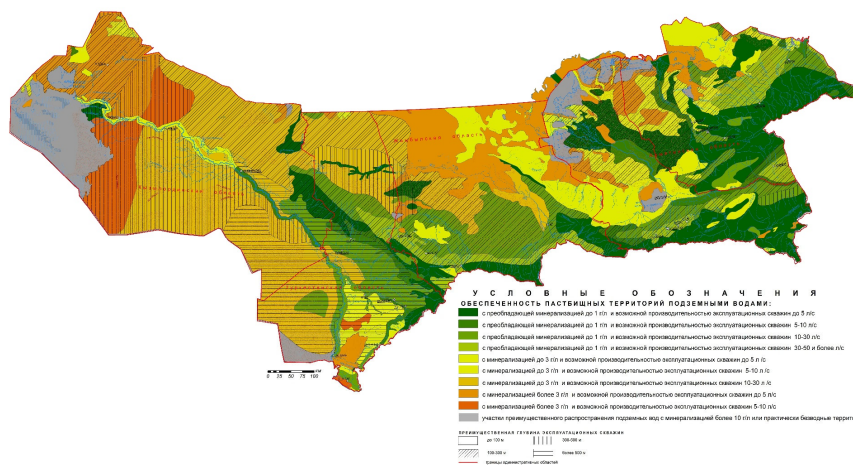 ЖАМБЫЛСКАЯ ОБЛАСТЬ
У С Л О В Н Ы Е О Б О З Н А Ч Е Н И Я
ОБЕСПЕЧЕННОСТЬ ПАСТБИЩНЫХ ТЕРРИТОРИЙ ПОДЗЕМНЫМИ ВОДАМИ:
с преобладающей минерализацией до 1 г/л и возможной производительностью эксплуатационных скважин до 5 л/с
с преобладающей минерализацией до 1 г/л и возможной производительностью эксплуатационных скважин 5-10 л/с
с преобладающей минерализацией до 1 г/л и возможной производительностью эксплуатационных скважин 10-30 л/с
с преобладающей минерализацией до 1 г/л и возможной производительностью эксплуатационных скважин 30-50 и более л/с
с минерализацией до 3 г/л и возможной производительностью эксплуатационных скважин до 5 л/с
с минерализацией до 3 г/л и возможной производительностью эксплуатационных скважин 5-10 л/с
с минерализацией до 3 г/л и возможной производительностью эксплуатационных скважин 10-30 л/с
с минерализацией более 3 г/л и возможной производительностью эксплуатационных скважин до 5 л/с
с минерализацией более 3 г/л и возможной производительностью эксплуатационных скважин 5-10 л/с
участки преимущественного распространения подземных вод с минерализацией более 10 г/л или практически безводные террит
ПРЕИМУЩЕСТВЕННАЯ ГЛУБИНА ЭКСПЛУАТАЦИОННЫХ СКВАЖИН
до 100 м
300-500 м
100-300 м
более 500 м
границы административных областей
0 25 50 75 100